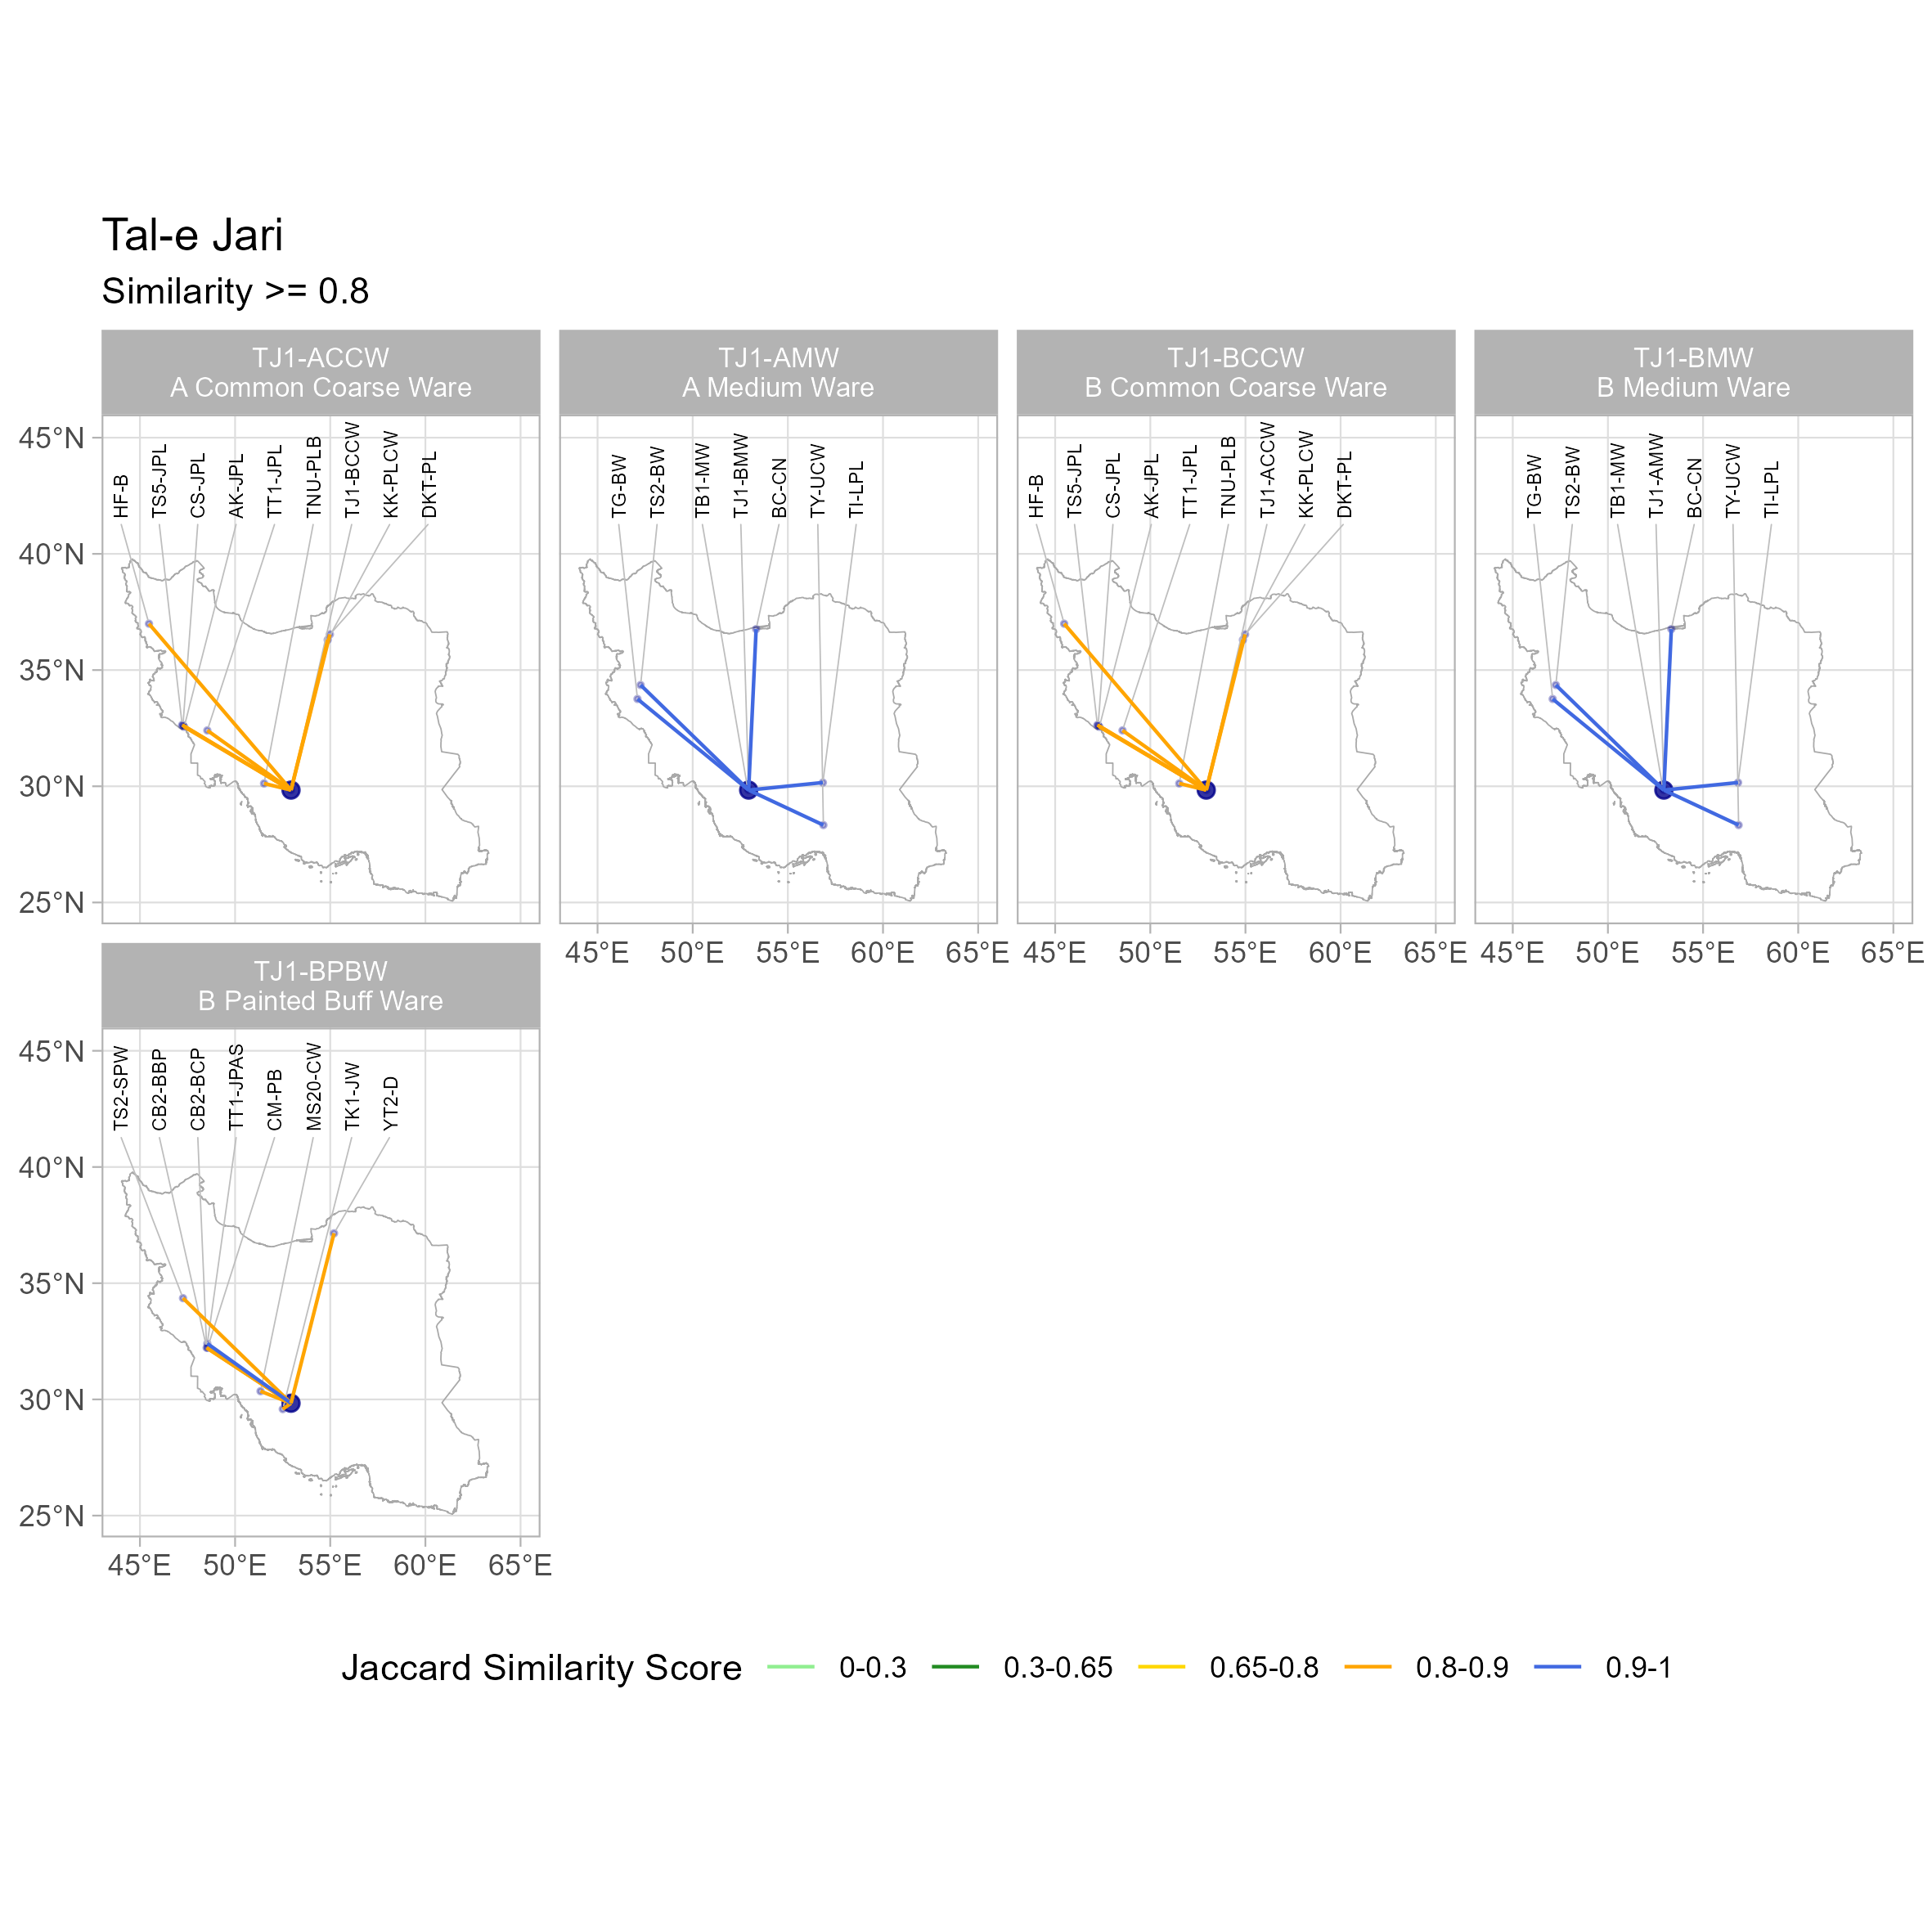 Tal-e Jari
Similarity >= 0.8
TJ1-ACCW
A Common Coarse Ware
TJ1-AMW
A Medium Ware
TJ1-BCCW
B Common Coarse Ware
TJ1-BMW
B Medium Ware
HF-B
TS5-JPL
CS-JPL
AK-JPL
TT1-JPL
TNU-PLB
TJ1-BCCW
KK-PLCW
DKT-PL
TG-BW
TS2-BW
TB1-MW
TJ1-BMW
BC-CN
TY-UCW
TI-LPL
HF-B
TS5-JPL
CS-JPL
AK-JPL
TT1-JPL
TNU-PLB
TJ1-ACCW
KK-PLCW
DKT-PL
TG-BW
TS2-BW
TB1-MW
TJ1-AMW
BC-CN
TY-UCW
TI-LPL
45°N
40°N
35°N
30°N
25°N
45°E 50°E 55°E 60°E 65°E
45°E 50°E 55°E 60°E 65°E
45°E 50°E 55°E 60°E 65°E
TJ1-BPBW
B Painted Buff Ware
TS2-SPW
CB2-BBP
CB2-BCP
TT1-JPAS
CM-PB
MS20-CW
TK1-JW
YT2-D
45°N
40°N
35°N
30°N
25°N
45°E 50°E 55°E 60°E 65°E
Jaccard Similarity Score 0-0.3 0.3-0.65 0.65-0.8 0.8-0.9 0.9-1